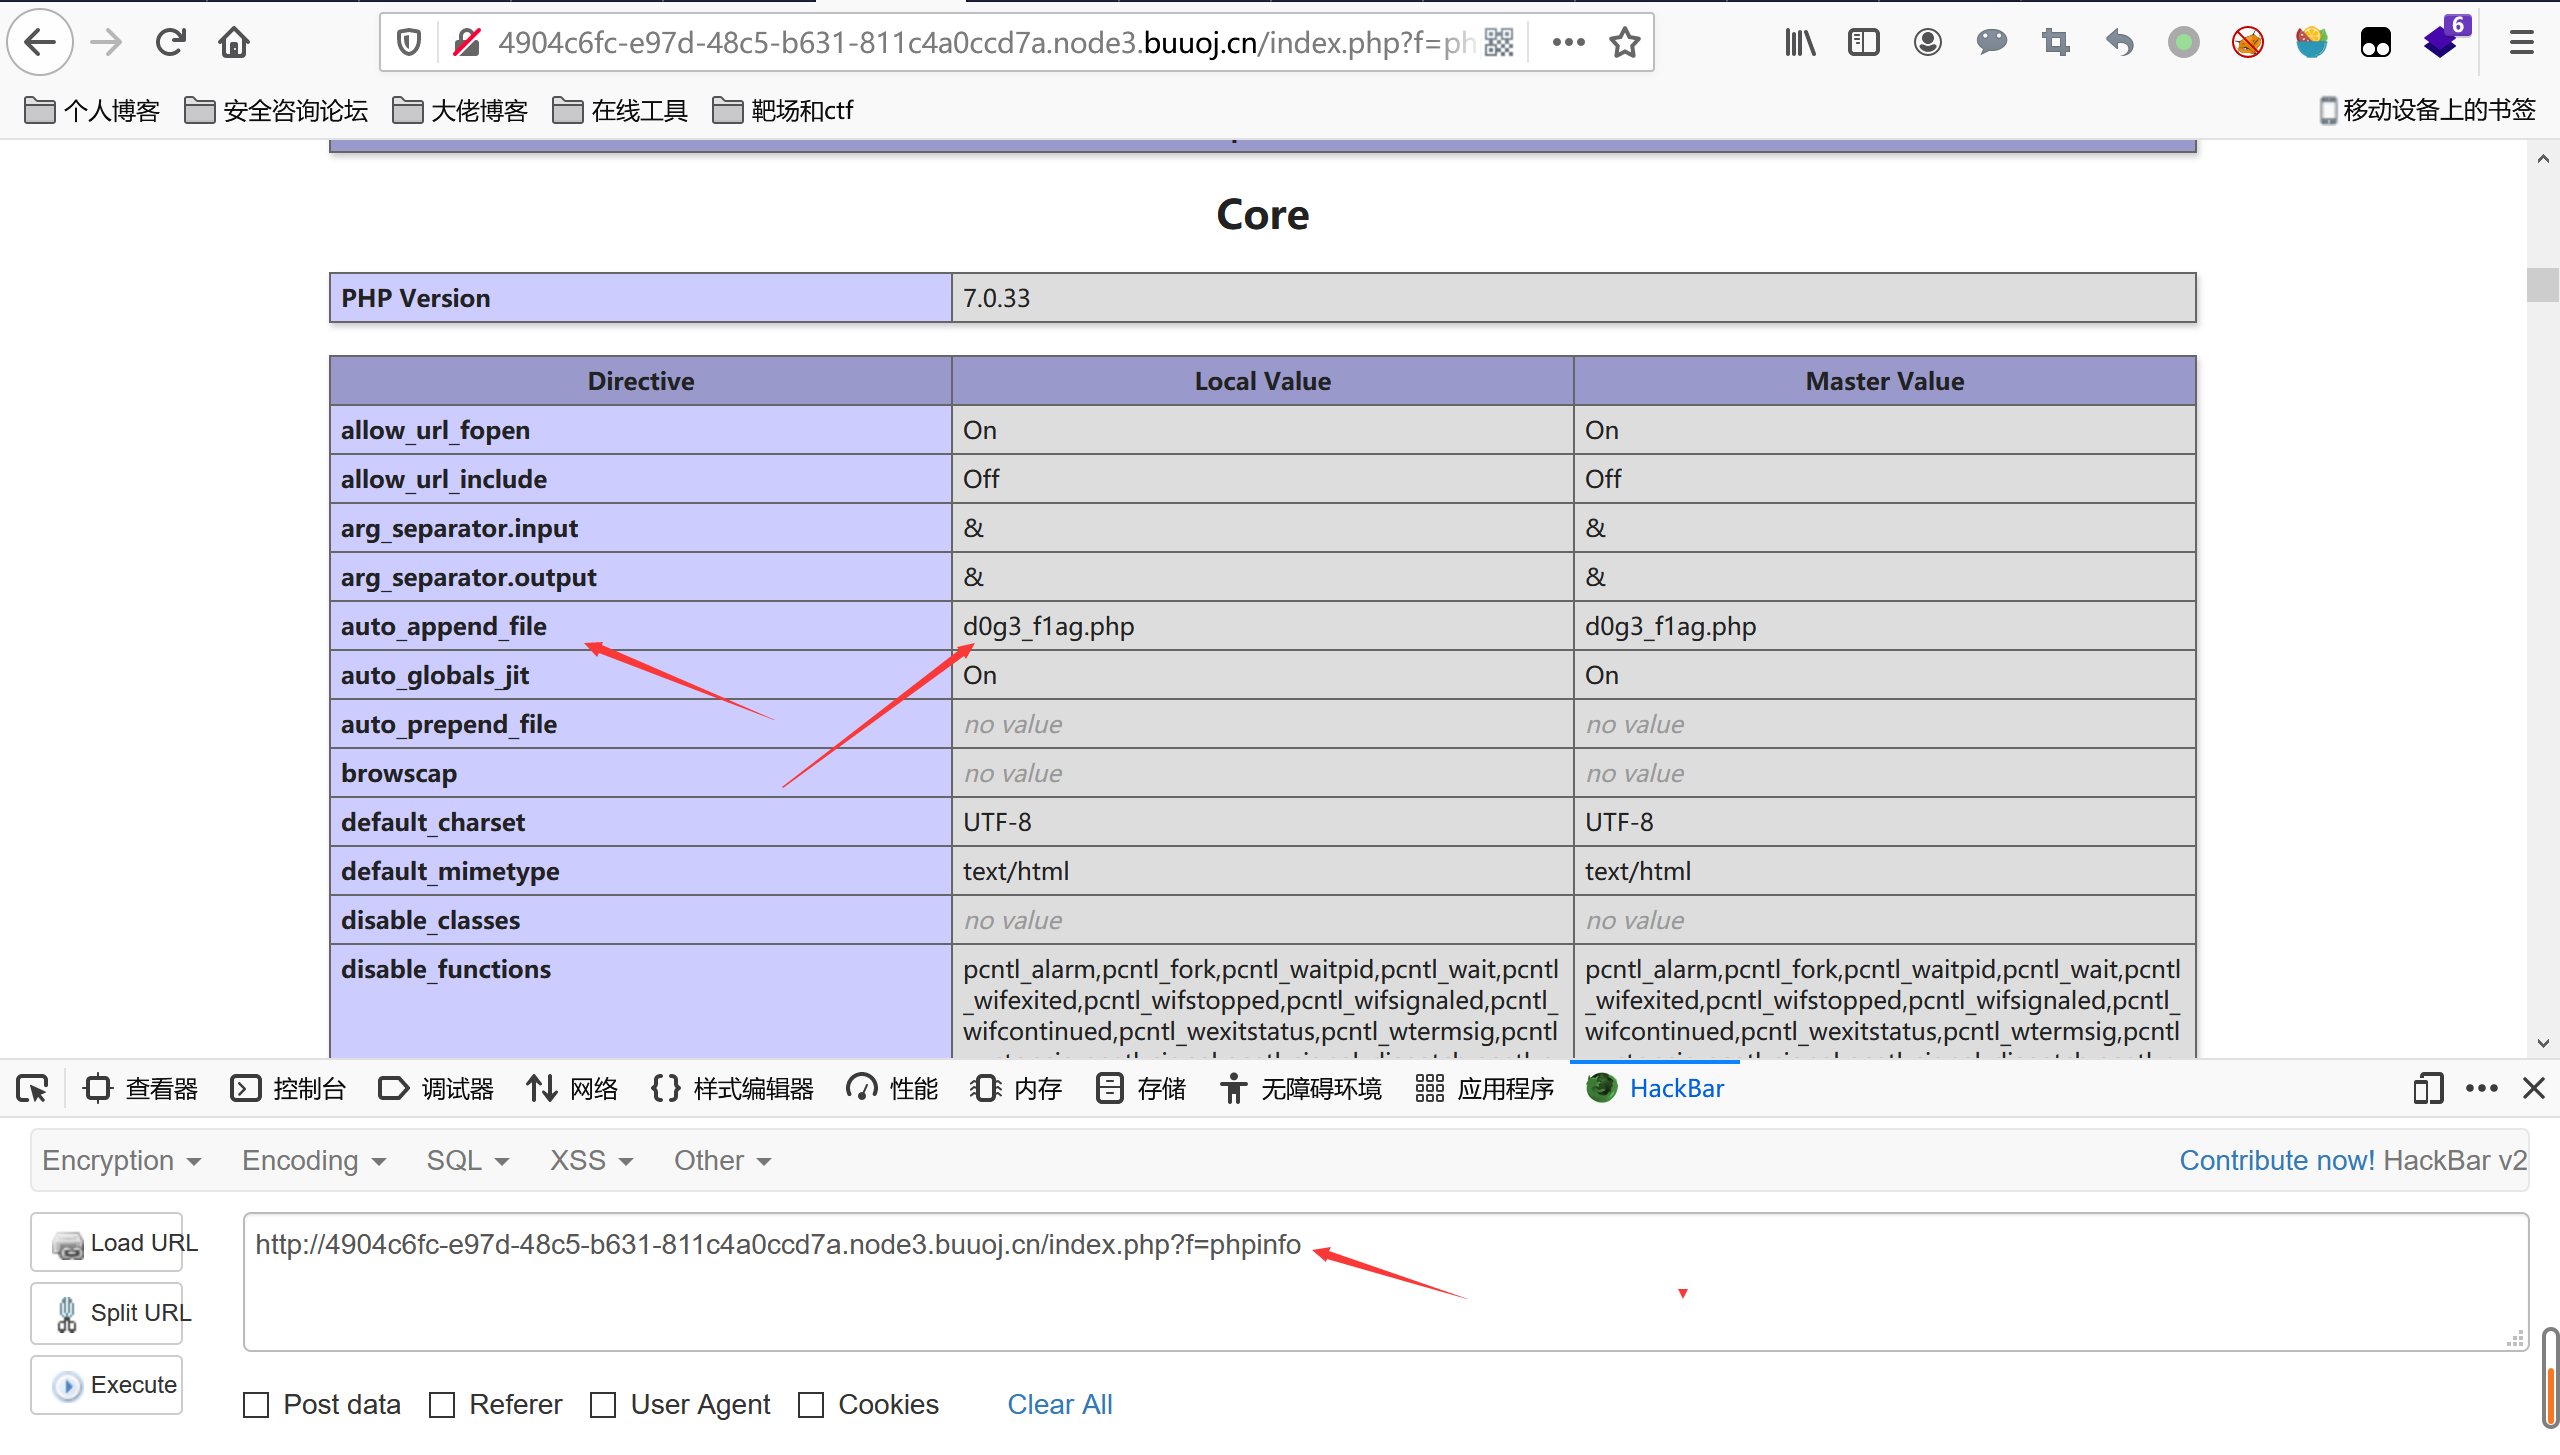 4904c6fc-e97d-48c5-b631-811c4a0ccd7a.node3.buuoj.cn/index.php?f=ph
6
个人博客 安全咨询论坛 大佬博客 在线工具 靶场和ctf 移动设备上的书签
Core
PHP Version 7.0.33
Directive Local Value Master Value
allow_url_fopen On On
allow_url_include Off Off
arg_separator.input & &
arg_separator.output & &
auto_append_file d0g3_f1ag.php d0g3_f1ag.php
auto_globals_jit On On
auto_prepend_file no value no value
browscap no value no value
default_charset UTF-8 UTF-8
default_mimetype text/html text/html
disable_classes no value no value
disable_functions pcntl_alarm,pcntl_fork,pcntl_waitpid,pcntl_wait,pcntl pcntl_alarm,pcntl_fork,pcntl_waitpid,pcntl_wait,pcntl
_wifexited,pcntl_wifstopped,pcntl_wifsignaled,pcntl_ _wifexited,pcntl_wifstopped,pcntl_wifsignaled,pcntl_
wifcontinued,pcntl_wexitstatus,pcntl_wtermsig,pcntl wifcontinued,pcntl_wexitstatus,pcntl_wtermsig,pcntl
查看器 控制台 调试器 网络 样式编辑器 性能 内存 存储 无障碍环境 应用程序 HackBar
Encryption Encoding SQL XSS Other Contribute now! HackBar v2
Load URL http://4904c6fc-e97d-48c5-b631-811c4a0ccd7a.node3.buuoj.cn/index.php?f=phpinfo
Split URL
Execute
Post data Referer User Agent Cookies Clear All